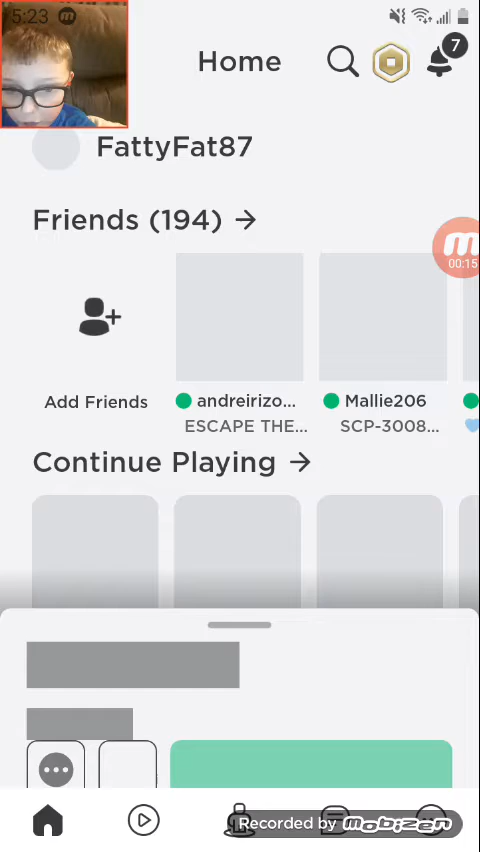 5:23
Home
7
FattyFat87
Friends (194) →
00:15
Add Friends
andreirizo...
Mallie206
ESCAPE THE...
SCP-3008...
Continue Playing →
Recorded by mobizen